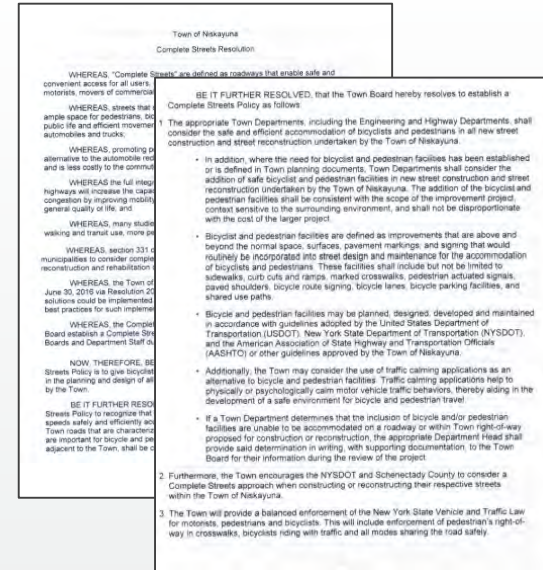 Town of Niskayuna
Complete Streets Resolution
WHEREAS, "Complete Streets" are defined as roadways that enable safe and
convenient access for all users,
motorists, movers of commercial
WHEREAS, streets that
ample space for pedestrians,
public life and efficient movement
automobiles and trucks;
WHEREAS, promoting
alternative to the automobile
and is less costly to the
WHEREAS the full
highways will increase the
congestion by improving
general quality of life; and
WHEREAS, many
walking and transit use, more
WHEREAS, section 331
municipalities to consider
reconstruction and rehabilitation
WHEREAS, the Town of
June 30, 2016 via Resolution
solutions could be implemented
best practices for such
WHEREAS, the
Board establish a Complete
Boards and Department Staff
NOW, THEREFORE, BE
Streets Policy is to give
in the planning and design of all
by the Town.
BE IT FURTHER
Streets Policy to recognize that
speeds safely and efficiently
Town roads that are
are important for bicycle and
adjacent to the Town, shall be
BE IT FURTHER RESOLVED, that the Town Board hereby resolves to establish a
Complete Streets Policy as follows:
1. The appropriate Town Departments, including the Engineering and Highway Departments, shall
consider the safe and efficient accommodation of bicyclists and pedestrians in all new street
construction and street reconstruction undertaken by the Town of Niskayuna.
• In addition, where the need for bicyclist and pedestrian facilities has been established
or is defined in Town planning documents, Town Departments shall consider the
addition of safe bicyclist and pedestrian facilities in new street construction and street
reconstruction undertaken by the Town of Niskayuna. The addition of the bicyclist and
pedestrian facilities shall be consistent with the scope of the improvement project,
context sensitive to the surrounding environment, and shall not be disproportionate
with the cost of the larger project.
• Bicyclist and pedestrian facilities are defined as improvements that are above and
beyond the normal space, surfaces, pavement markings, and signing that would
routinely be incorporated into street design and maintenance for the accommodation
of bicyclists and pedestrians. These facilities shall include but not be limited to
sidewalks, curb cuts and ramps, marked crosswalks, pedestrian actuated signals,
paved shoulders, bicycle route signing, bicycle lanes, bicycle parking facilities, and
shared use paths.
• Bicycle and pedestrian facilities may be planned, designed, developed and maintained
in accordance with guidelines adopted by the United States Department of
Transportation (USDOT), New York State Department of Transportation (NYSDOT),
and the American Association of State Highway and Transportation Officials
(AASHTO) or other guidelines approved by the Town of Niskayuna.
• Additionally, the Town may consider the use of traffic calming applications as an
alternative to bicycle and pedestrian facilities. Traffic calming applications help to
physically or psychologically calm motor vehicle traffic behaviors, thereby aiding in the
development of a safe environment for bicycle and pedestrian travel.
• If a Town Department determines that the inclusion of bicycle and/or pedestrian
facilities are unable to be accommodated on a roadway or within Town right-of-way
proposed for construction or reconstruction, the appropriate Department Head shall
provide said determination in writing, with supporting documentation, to the Town
Board for their information during the review of the project.
2. Furthermore, the Town encourages the NYSDOT and Schenectady County to consider a
Complete Streets approach when constructing or reconstructing their respective streets
within the Town of Niskayuna.
3. The Town will provide a balanced enforcement of the New York State Vehicle and Traffic Law
for motorists, pedestrians and bicyclists. This will include enforcement of pedestrian's right-of-
way in crosswalks, bicyclists riding with traffic and all modes sharing the road safely.